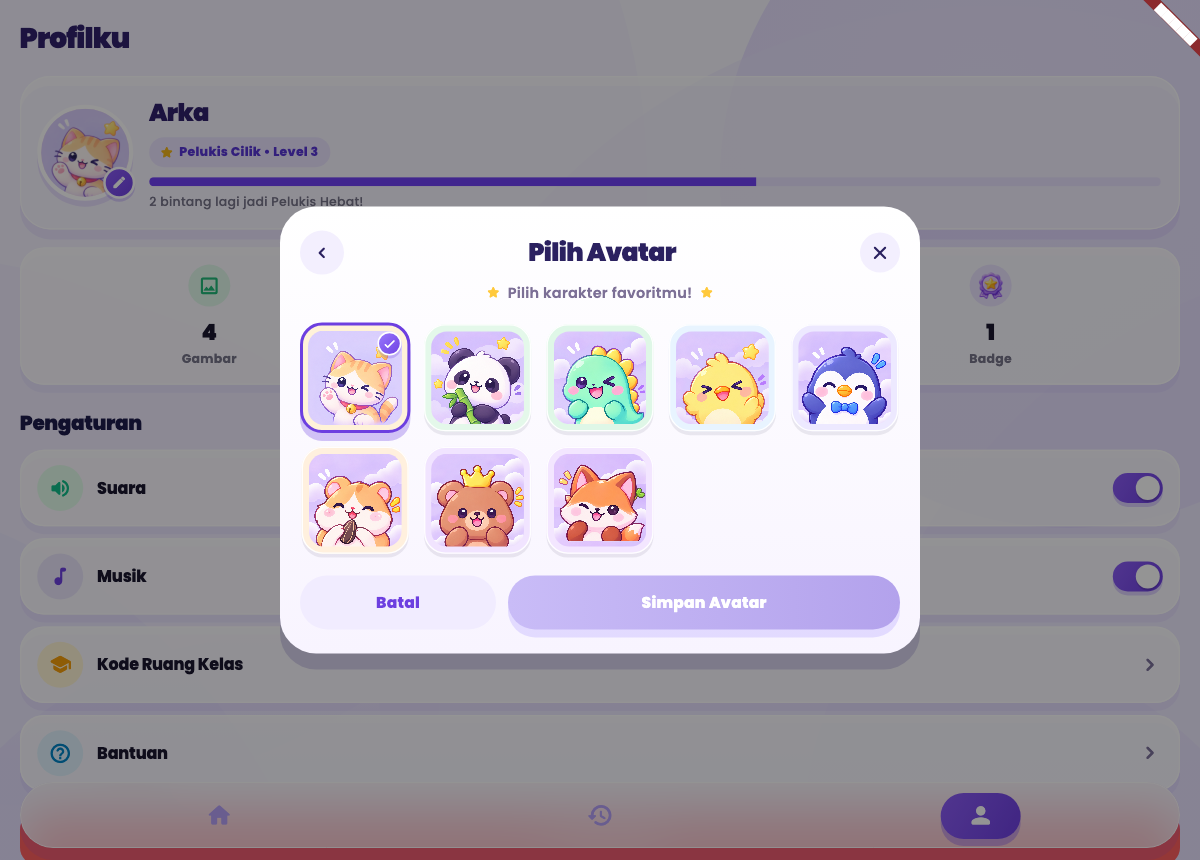 Profilku
Arka
Pelukis Cilik • Level 3
2 bintang lagi jadi Pelukis Hebat!
Pilih Avatar
Pilih karakter favoritmu!
4
Gambar
1
Badge
Pengaturan
Suara
Musik
Batal
Simpan Avatar
Kode Ruang Kelas
Bantuan